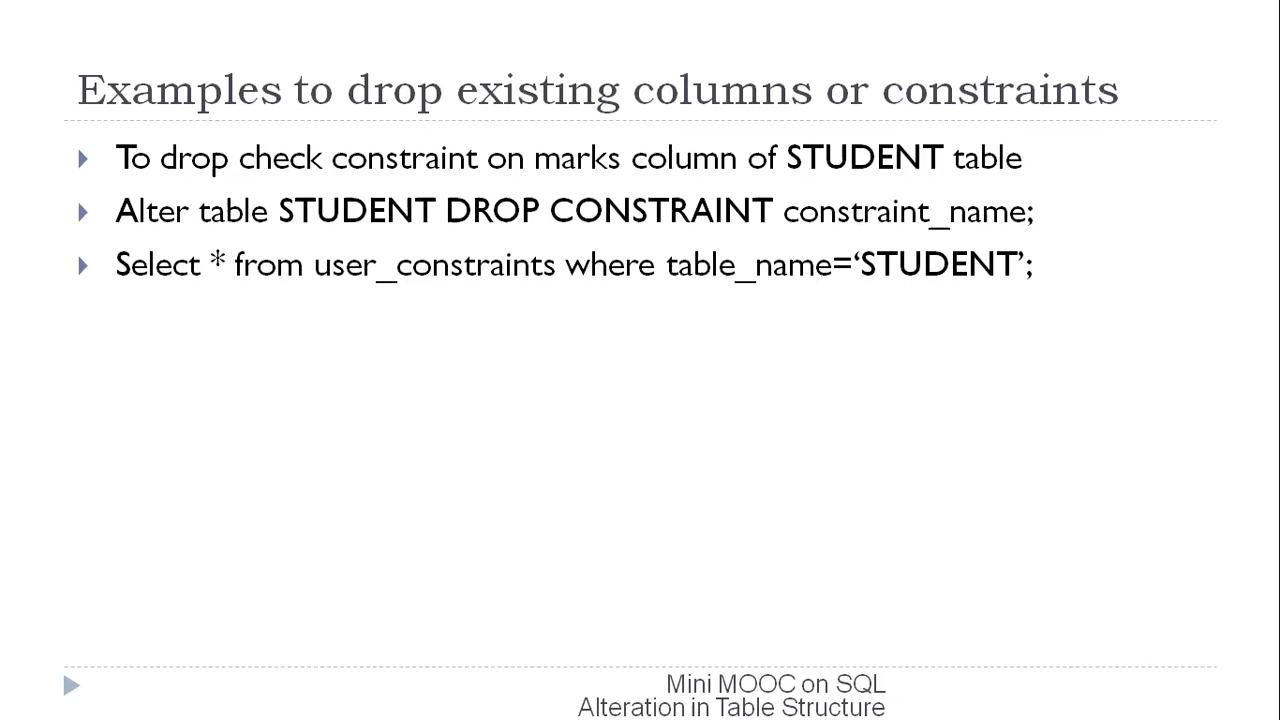 Examples to drop existing columns or constraints
To drop check constraint on marks column of STUDENT table
Alter table STUDENT DROP CONSTRAINT constraint_name;
Select * from user_constraints where table_name=‘STUDENT’;
Mini MOOC on SQL
Alteration in Table Structure